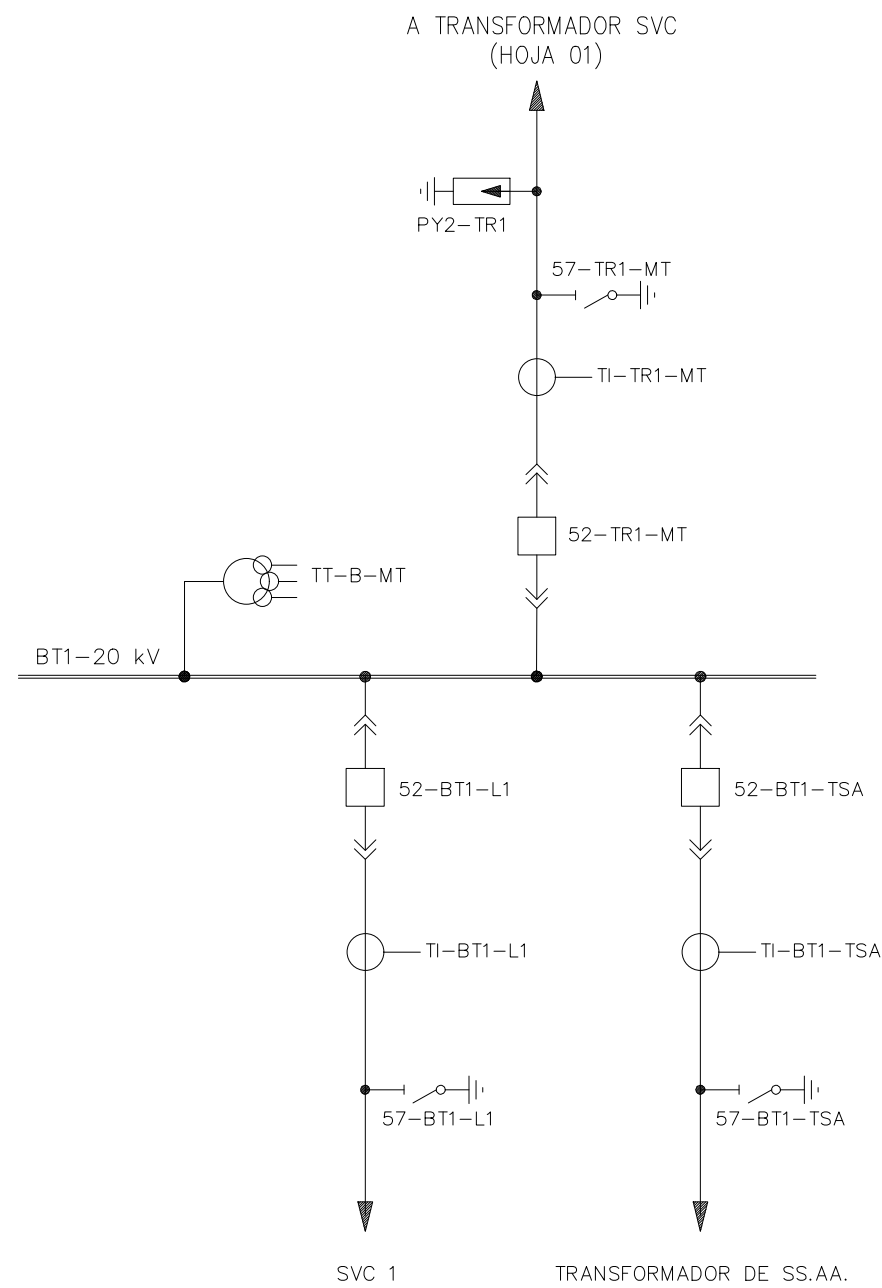 A TRANSFORMADOR SVC
(HOJA 01)
PY2-TR1
57-TR1-MT
TI-TR1-MT
52-TR1-MT
TT-B-MT
BT1-20 kV
52-BT1-L1
52-BT1-TSA
TI-BT1-L1
TI-BT1-TSA
57-BT1-L1
57-BT1-TSA
SVC 1
TRANSFORMADOR DE SS.AA.